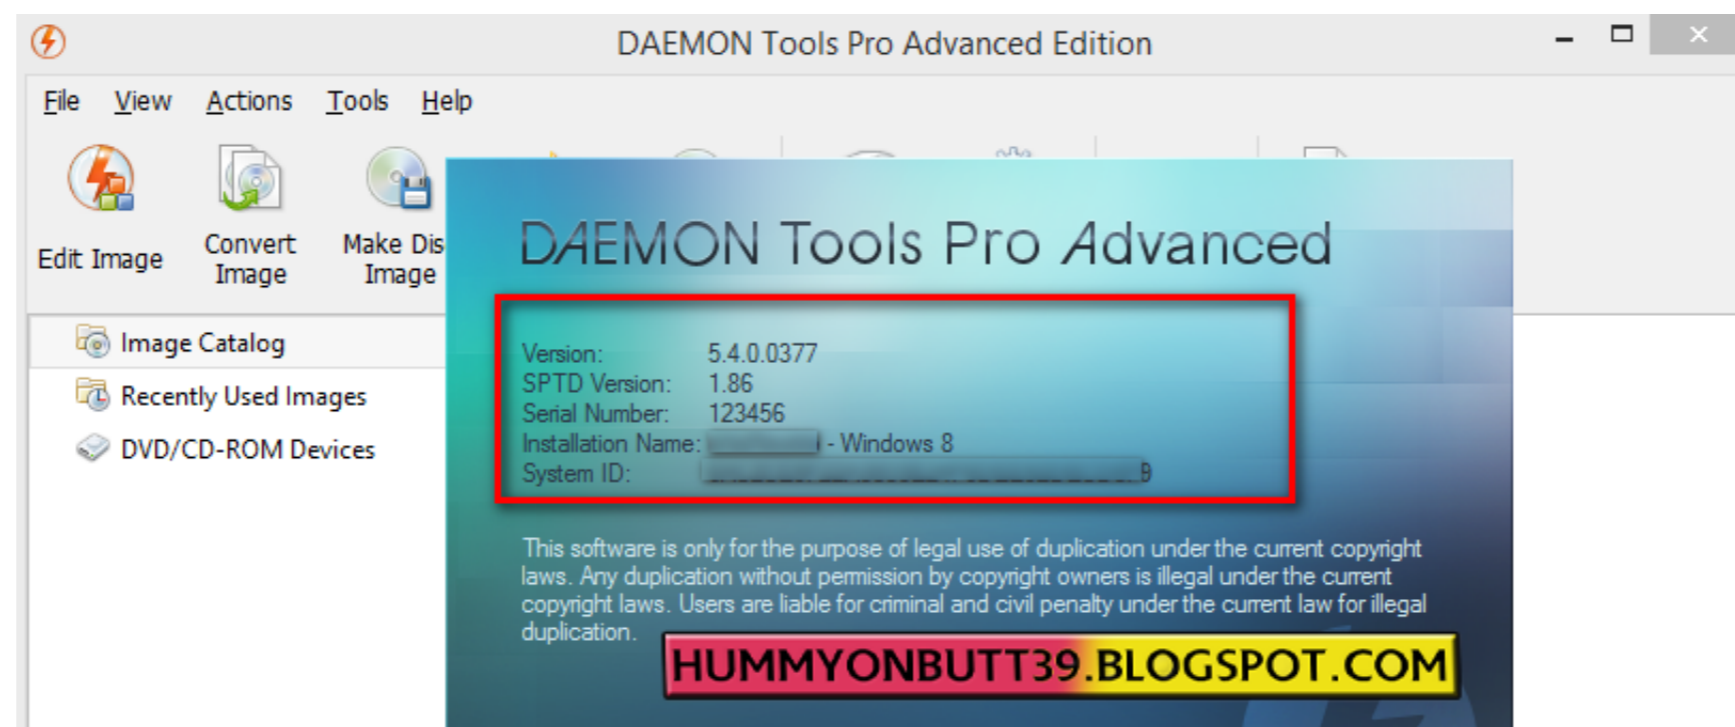 DAEMON Tools Pro Advanced Edition
File View Actions Tools Help
Edit Image
Convert Image
Make Dis
Image
Image Catalog
Recently Used Images
DVD/CD-ROM Devices
DAEMON Tools Pro Advanced
Version: 5.4.0.0377
SPTD Version: 1.86
Serial Number: 123456
Installation Name: - Windows 8
System ID:
This software is only for the purpose of legal use of duplication under the current copyright
laws. Any duplication without permission by copyright owners is illegal under the current
copyright laws. Users are liable for criminal and civil penalty under the current law for illegal
duplication.
HUMMYONBUTT39.BLOGSPOT.COM